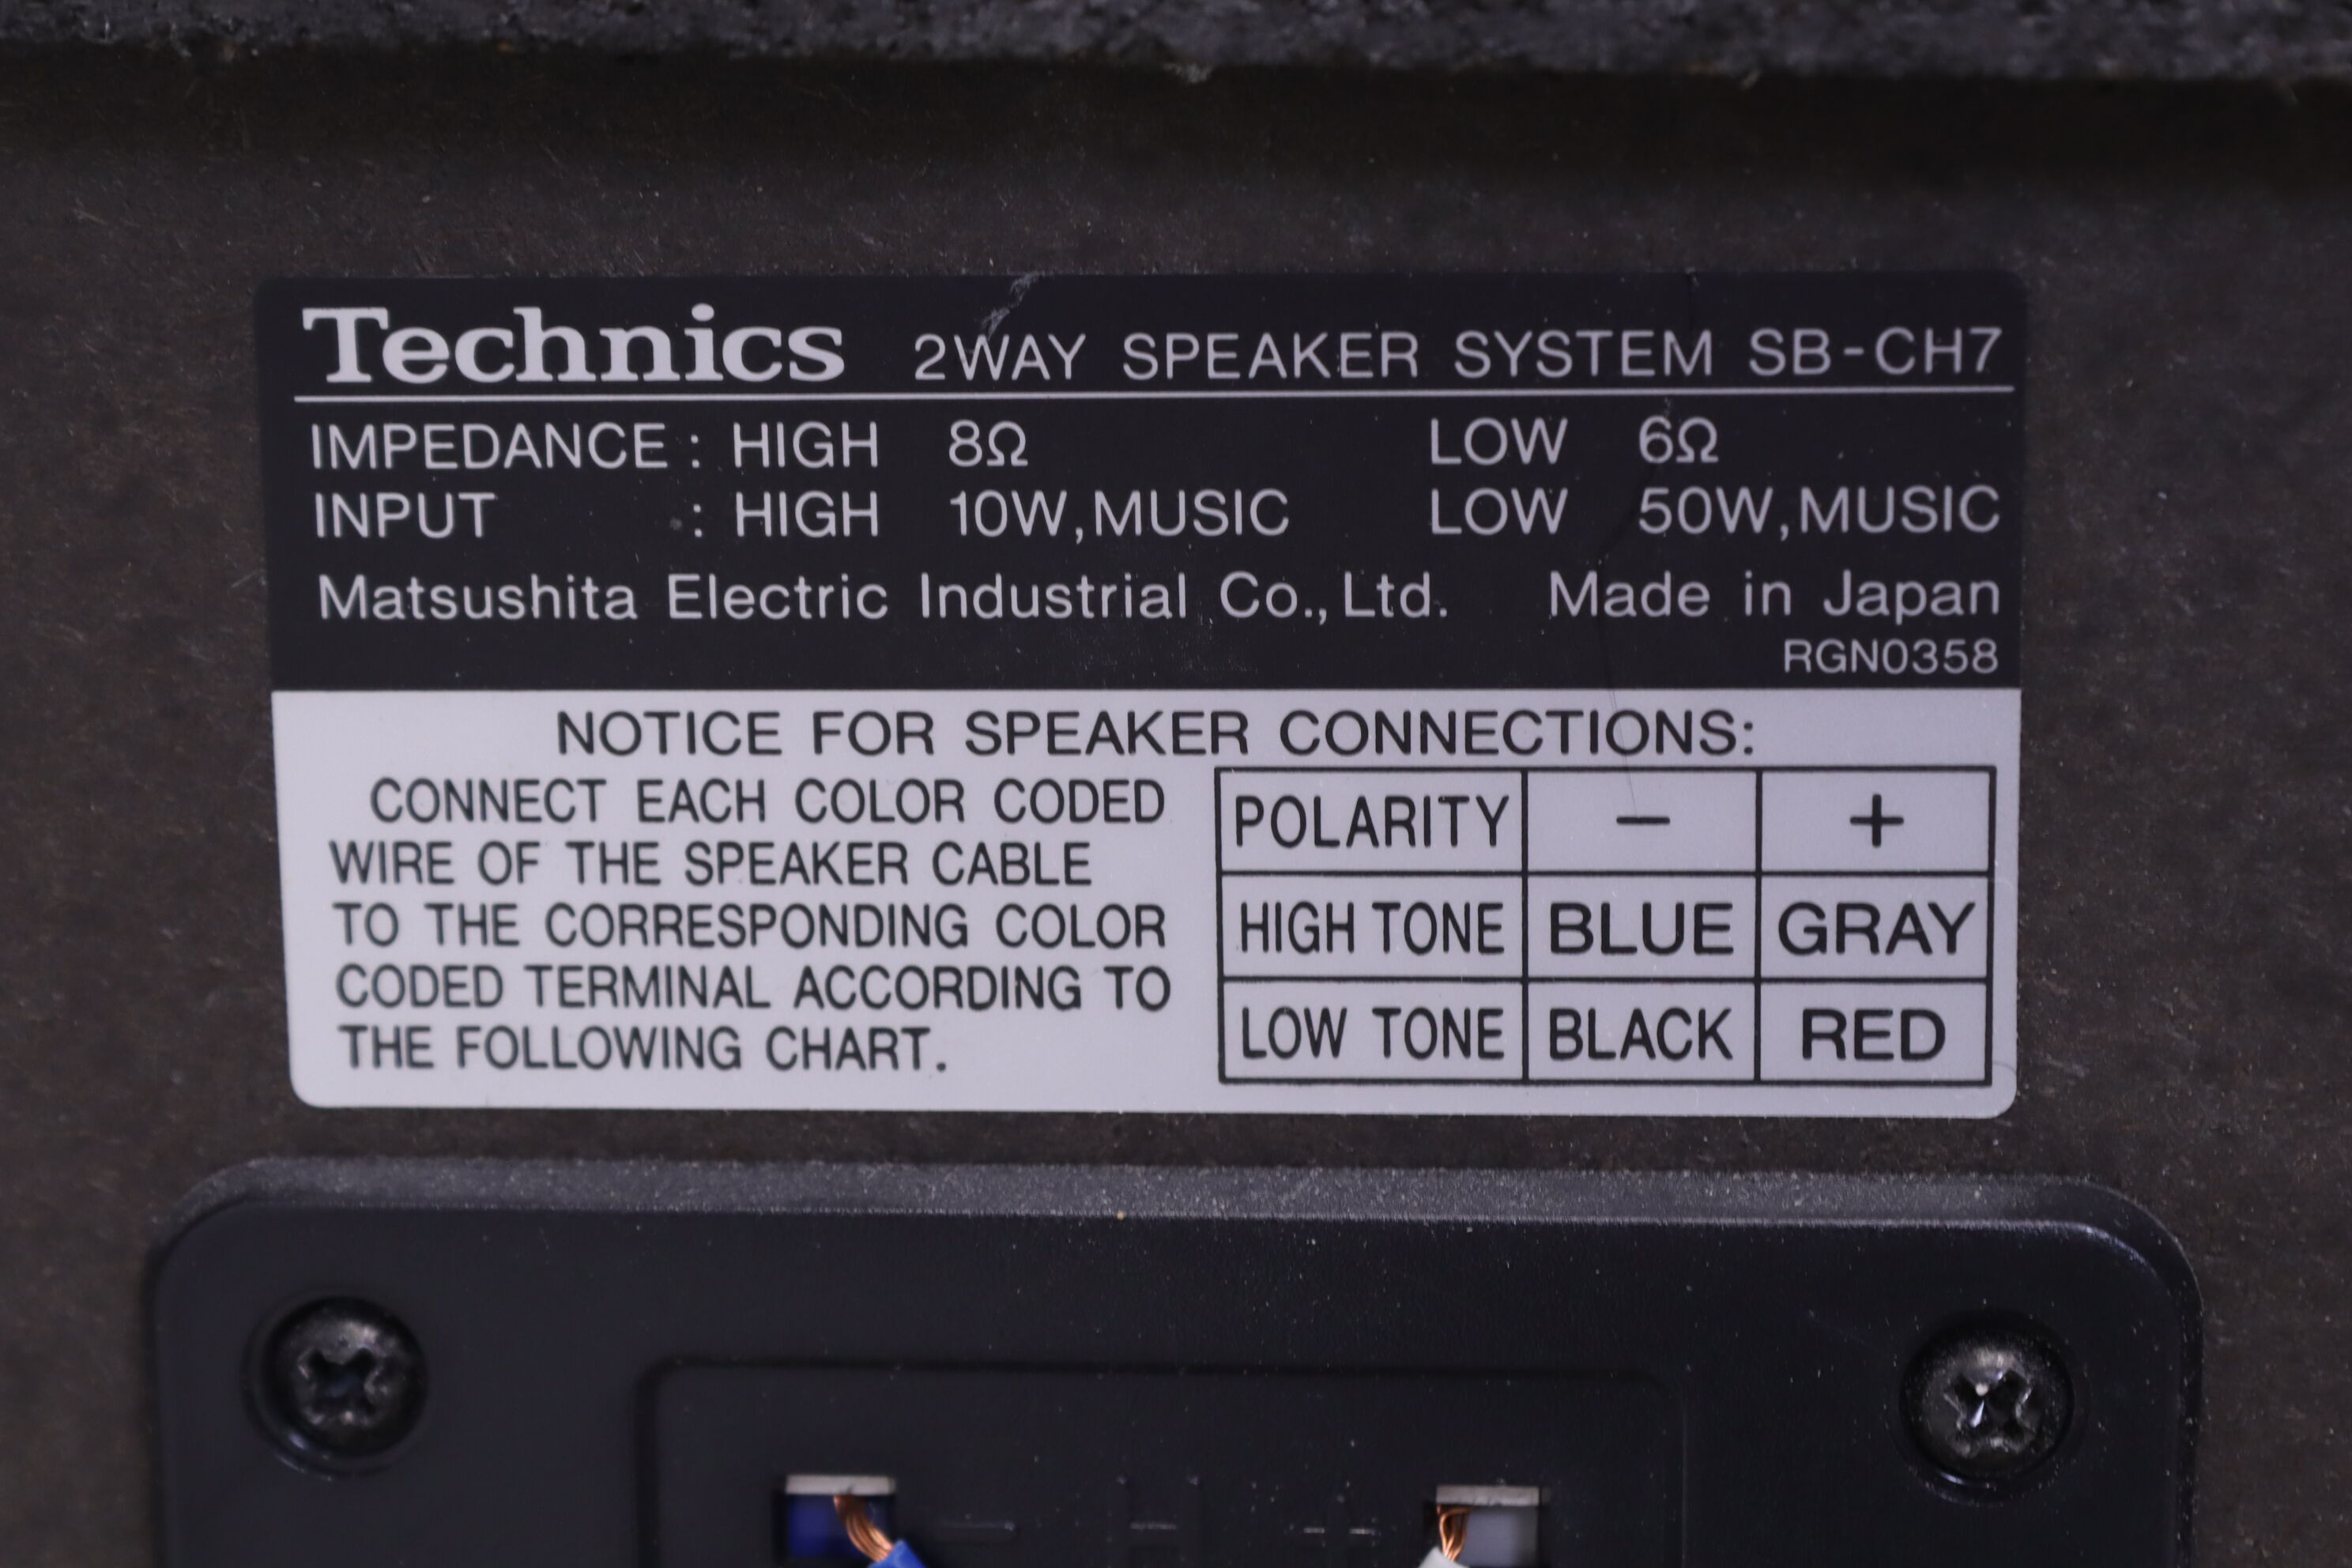 Technics 2WAY SPEAKER SYSTEM SB-CH7
IMPEDANCE : HIGH 8Ω LOW 6Ω
INPUT : HIGH 10W, MUSIC LOW 50W, MUSIC
Matsushita Electric Industrial Co., Ltd. Made in Japan
RGN0358
NOTICE FOR SPEAKER CONNECTIONS:
CONNECT EACH COLOR CODED
WIRE OF THE SPEAKER CABLE
TO THE CORRESPONDING COLOR
CODED TERMINAL ACCORDING TO
THE FOLLOWING CHART.
POLARITY − +
HIGH TONE BLUE GRAY
LOW TONE BLACK RED